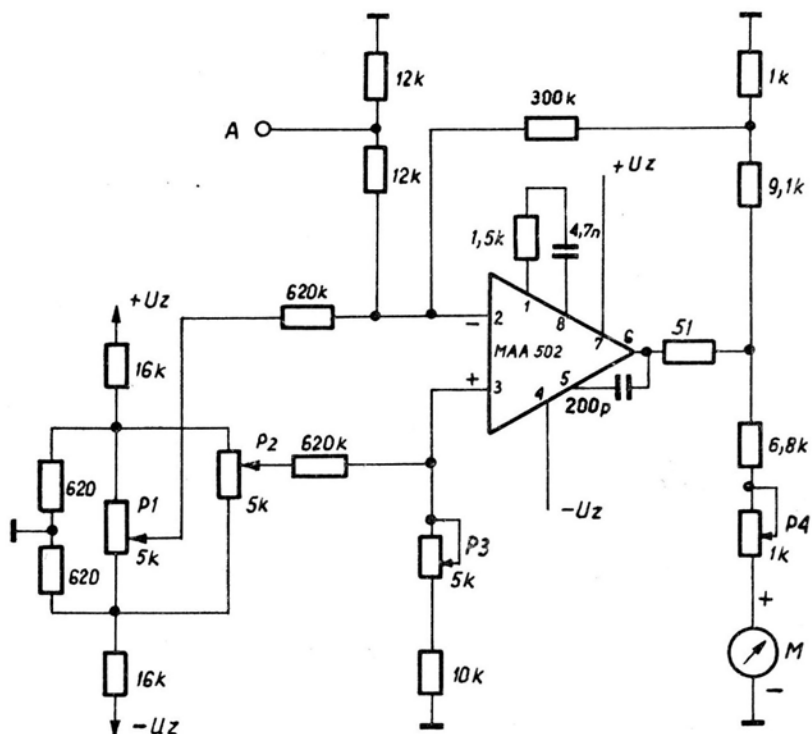 12k
1k
A
300k
12k
9,1k
+Uz
1,5k
4,7n
620k
+Uz
1
8
- 2
7
6
51
MAA 502
16k
+ 3
4
5
200p
P2
620k
6,8k
620
P1
5k
-Uz
5k
P3
P4
620
5k
1k
+
M
16k
10k
-
-Uz